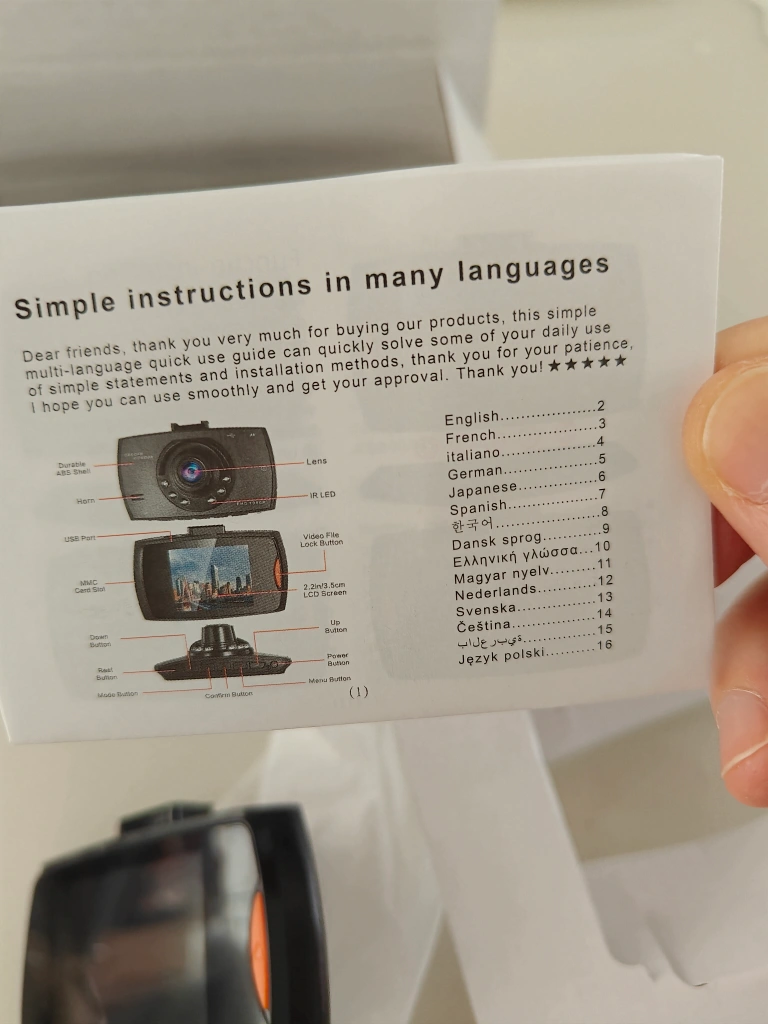 Simple instructions in many languages
Dear friends, thank you very much for buying our products, this simple
multi-language quick use guide can quickly solve some of your daily use
of simple statements and installation methods, thank you for your patience,
I hope you can use smoothly and get your approval. Thank you!★★★★★
Durable
ABS Shell
Horn
Lens
IR LED
USB Port
MMC
Card Slot
Video File
Lock Button
2.2in/3.5cm
LCD Screen
Down
Button
Rest
Button
Mode Button
Confirm Button
Up
Button
Power
Button
Menu Button
(1)
English...................2
French...................3
italiano...................4
German...................5
Japanese................6
Spanish..................7
한국어.....................8
Dansk sprog............9
Ελληνική γλώσσα...10
Magyar nyelv.........11
Nederlands............12
Svenska................13
Čeština.................14
بالعربية..................15
Język polski..........16